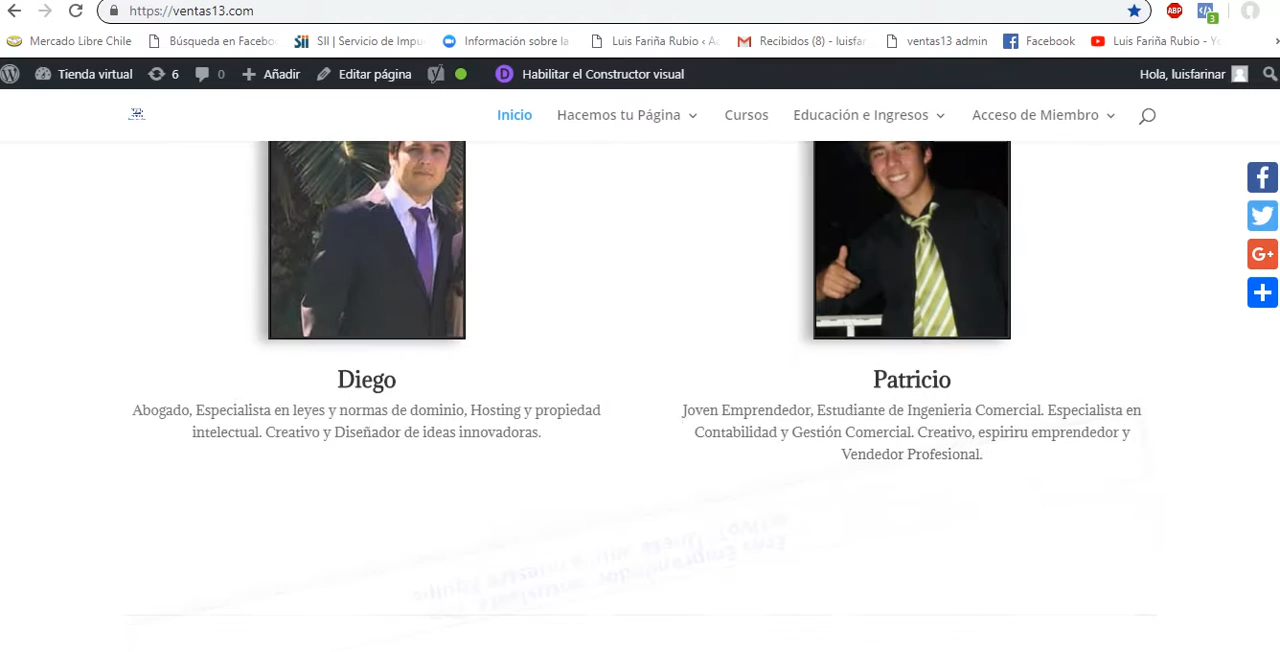 https://ventas13.com
ABP
3
Mercado Libre Chile
Búsqueda en Facebo
SII | Servicio de Impu
Información sobre la
Luis Fariña Rubio ‹ A
Recibidos (8) - luisfar
ventas13 admin
Facebook
Luis Fariña Rubio - Yo
Tienda virtual
6
0
Añadir
Editar página
D
Habilitar el Constructor visual
Hola, luisfarinar
Inicio
Hacemos tu Página
Cursos
Educación e Ingresos
Acceso de Miembro
G+
Diego
Abogado, Especialista en leyes y normas de dominio, Hosting y propiedad
intelectual. Creativo y Diseñador de ideas innovadoras.
Patricio
Joven Emprendedor, Estudiante de Ingenieria Comercial. Especialista en
Contabilidad y Gestión Comercial. Creativo, espiriru emprendedor y
Vendedor Profesional.